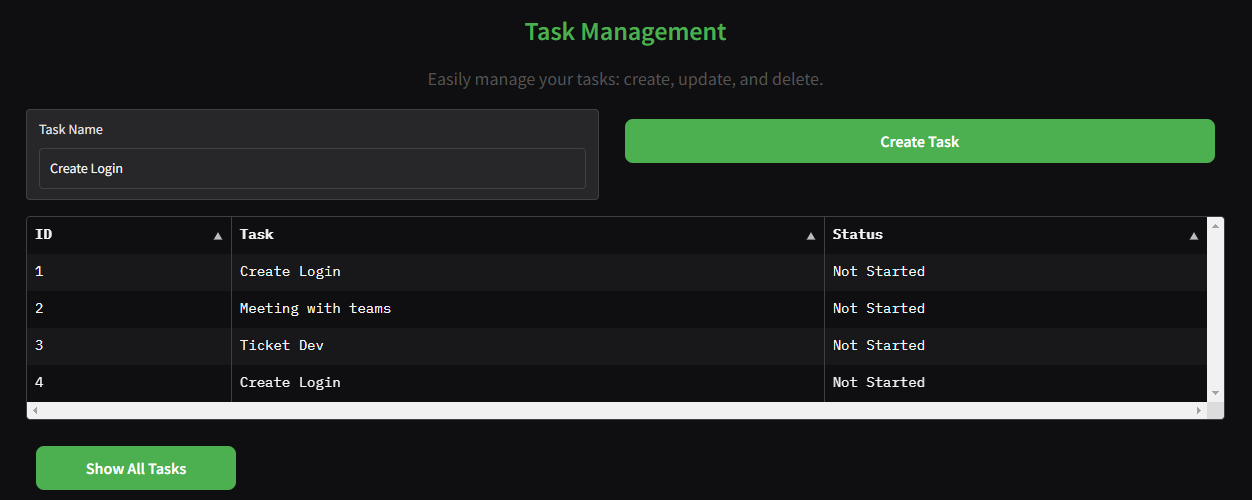 Task Management
Easily manage your tasks: create, update, and delete.
Task Name
Create Login
Create Task
ID Task Status
1 Create Login Not Started
2 Meeting with teams Not Started
3 Ticket Dev Not Started
4 Create Login Not Started
Show All Tasks